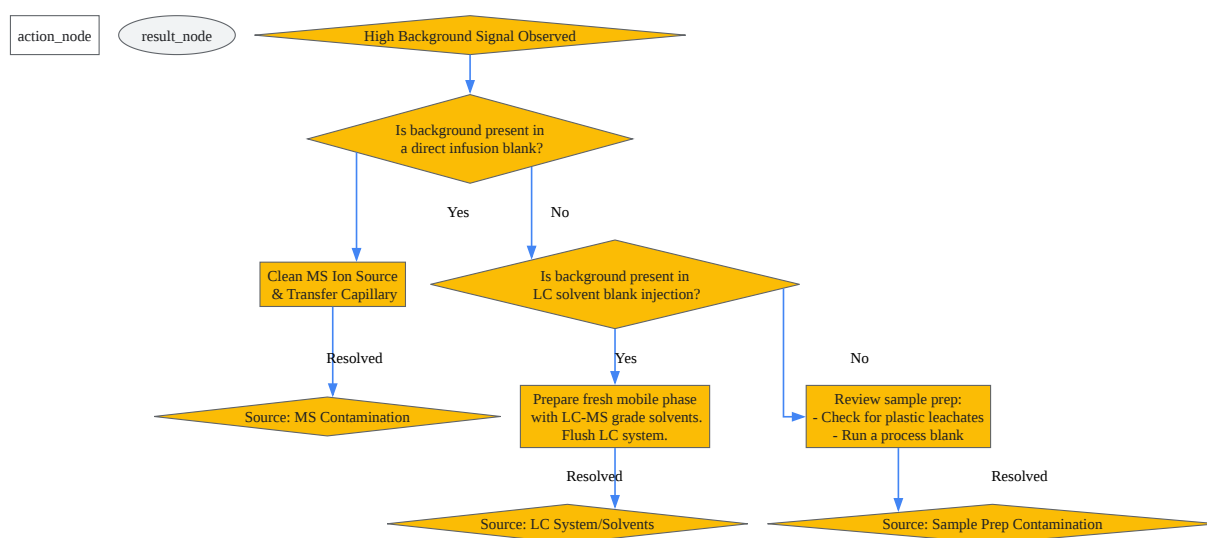 action_node
result_node
High Background Signal Observed
Is background present in
a direct infusion blank?
Yes
No
Clean MS Ion Source
& Transfer Capillary
Is background present in
LC solvent blank injection?
Resolved
Yes
No
Source: MS Contamination
Prepare fresh mobile phase
with LC-MS grade solvents.
Flush LC system.
Review sample prep:
- Check for plastic leachates
- Run a process blank
Resolved
Resolved
Source: LC System/Solvents
Source: Sample Prep Contamination